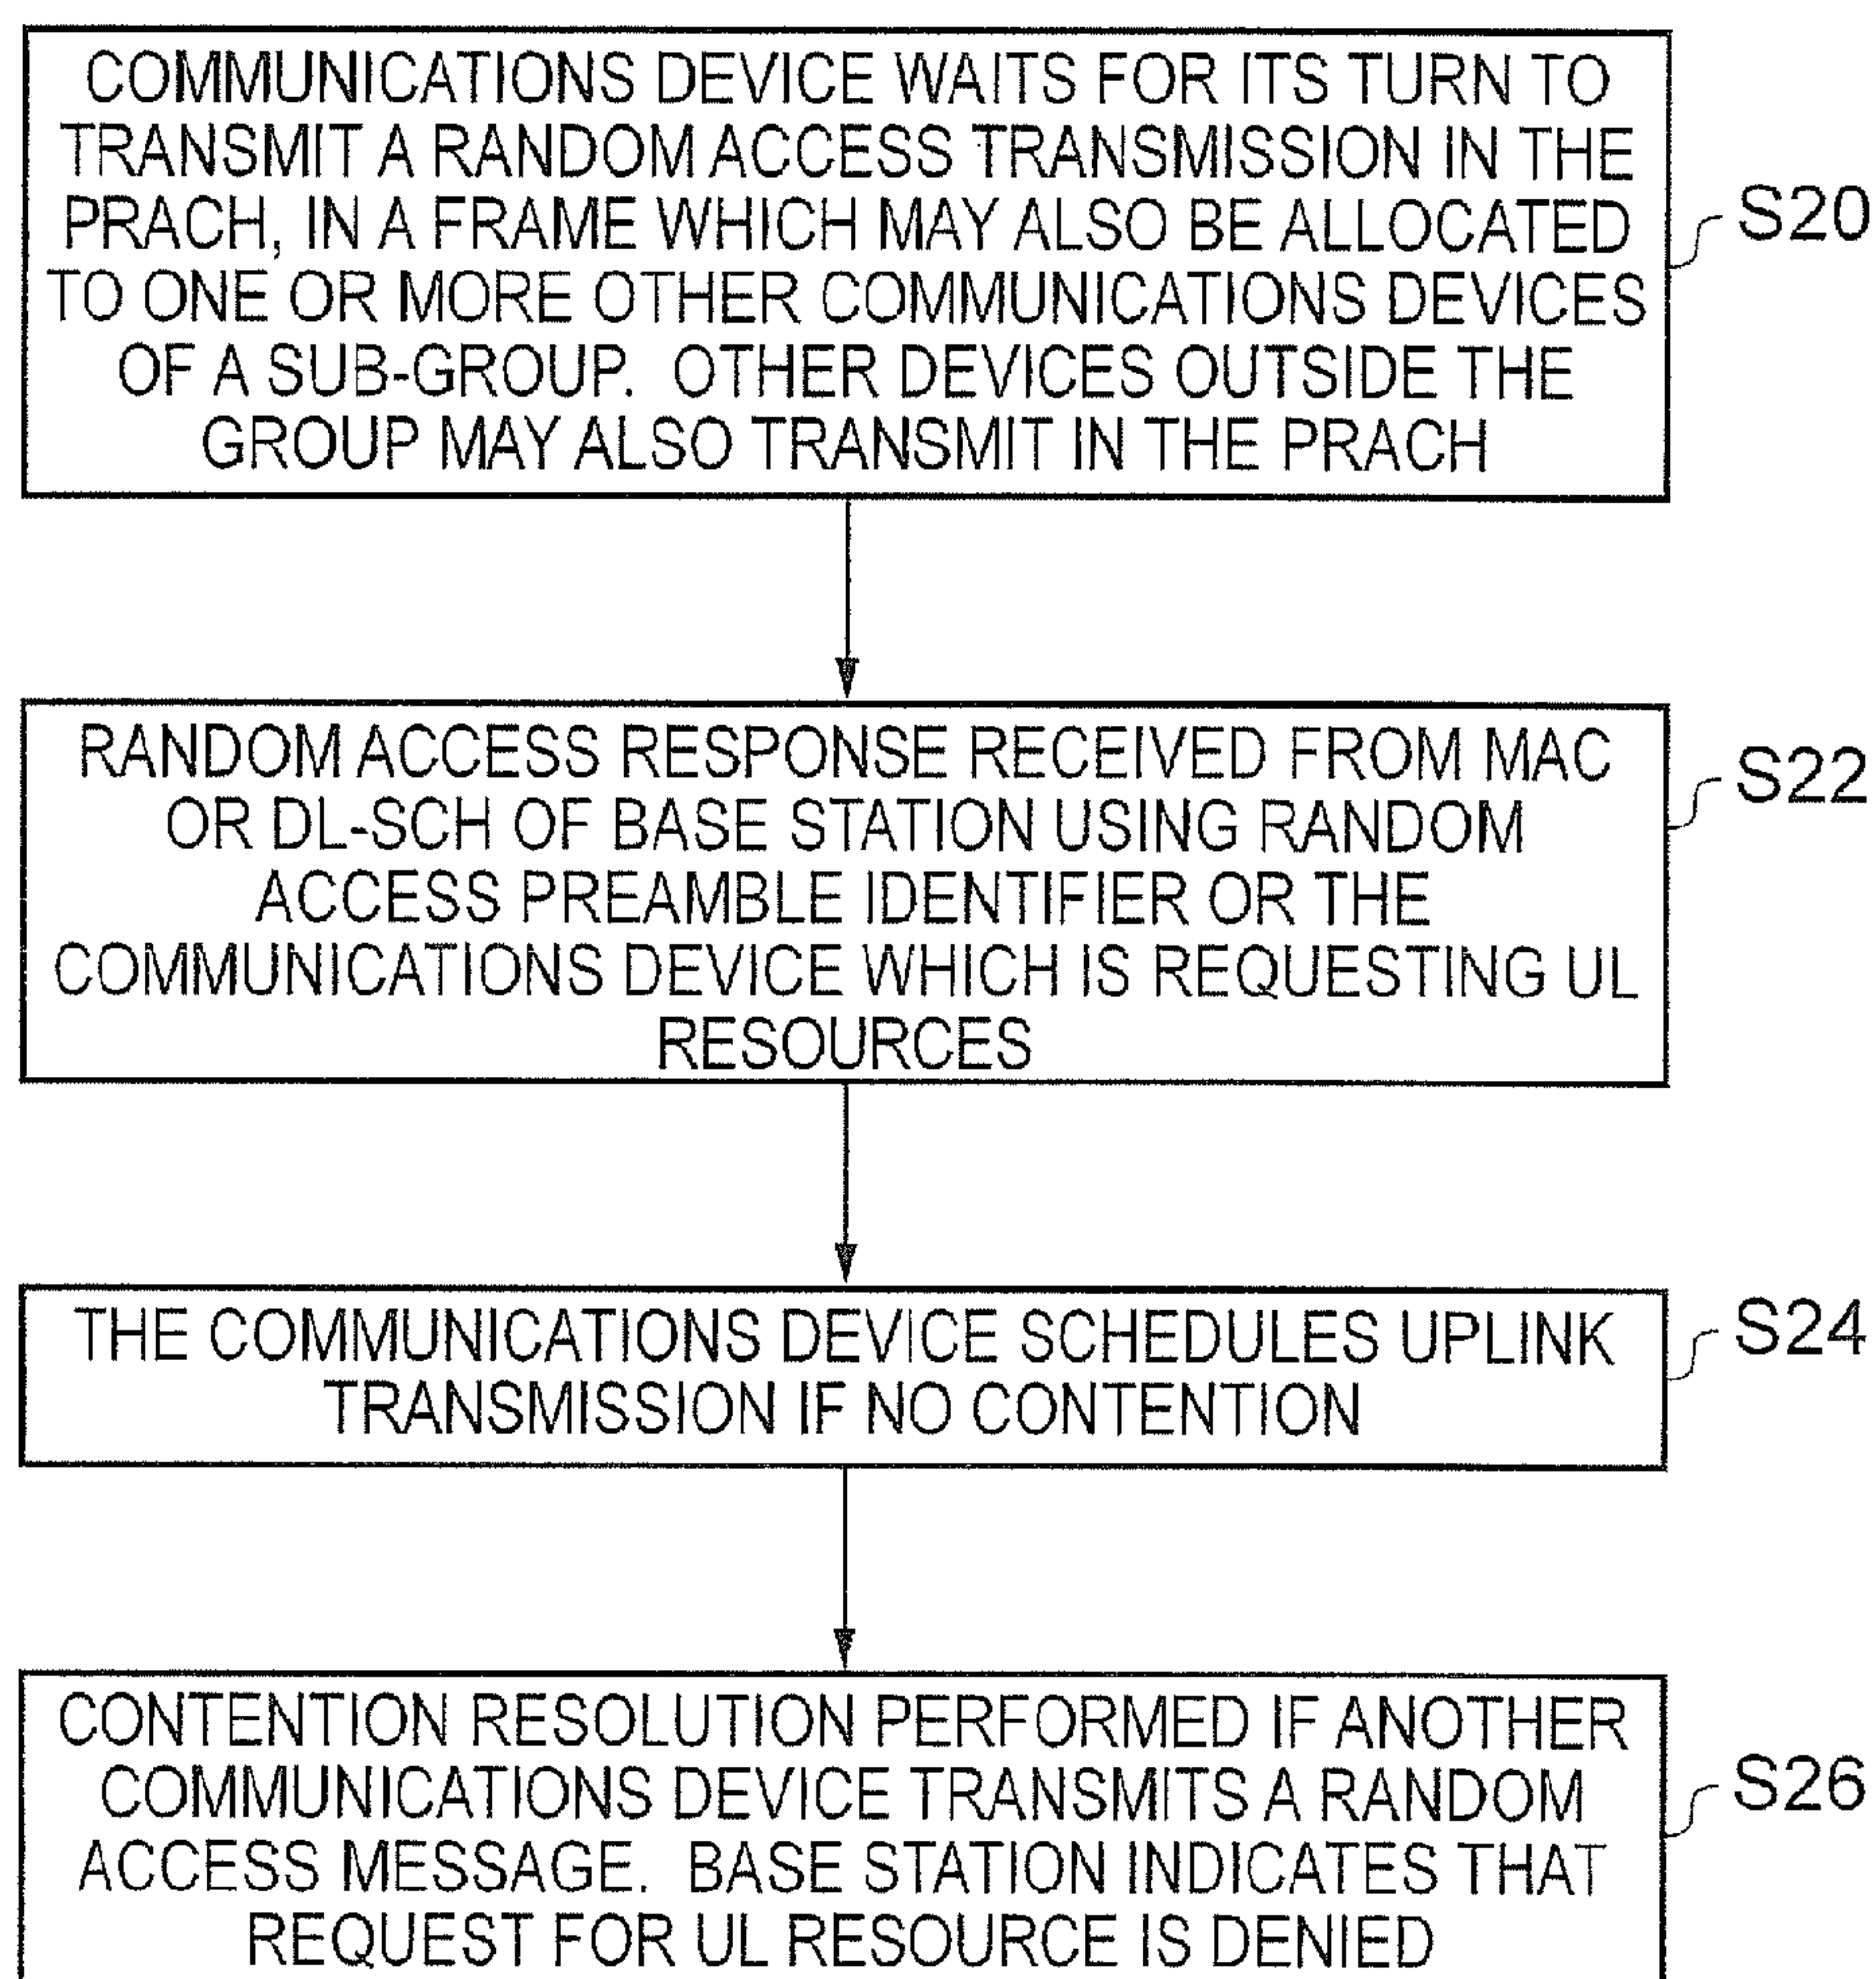 COMMUNICATIONS DEVICE WAITS FOR ITS TURN TO
TRANSMIT A RANDOM ACCESS TRANSMISSION IN THE
PRACH, IN A FRAME WHICH MAY ALSO BE ALLOCATED
TO ONE OR MORE OTHER COMMUNICATIONS DEVICES
OF A SUB-GROUP. OTHER DEVICES OUTSIDE THE
GROUP MAY ALSO TRANSMIT IN THE PRACH
S20
RANDOM ACCESS RESPONSE RECEIVED FROM MAC
OR DL-SCH OF BASE STATION USING RANDOM
ACCESS PREAMBLE IDENTIFIER OR THE
COMMUNICATIONS DEVICE WHICH IS REQUESTING UL
RESOURCES
S22
THE COMMUNICATIONS DEVICE SCHEDULES UPLINK
TRANSMISSION IF NO CONTENTION
S24
CONTENTION RESOLUTION PERFORMED IF ANOTHER
COMMUNICATIONS DEVICE TRANSMITS A RANDOM
ACCESS MESSAGE. BASE STATION INDICATES THAT
REQUEST FOR UL RESOURCE IS DENIED
S26